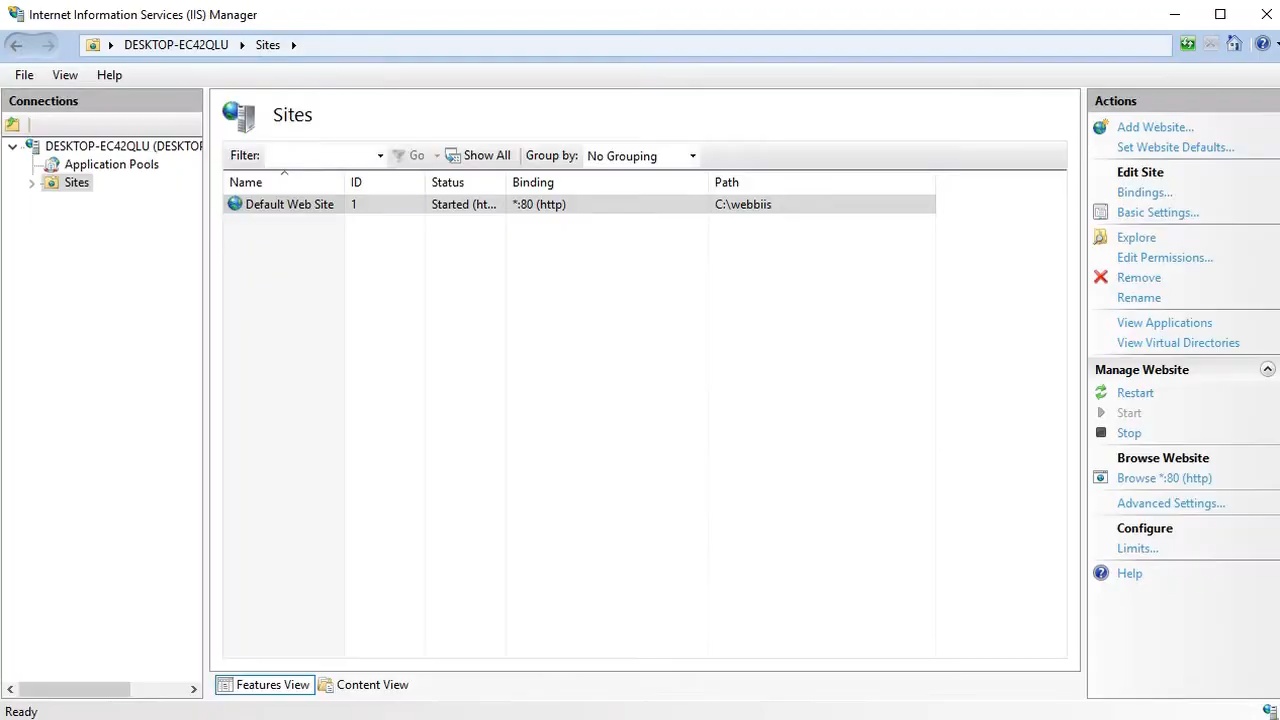 Internet Information Services (IIS) Manager
DESKTOP-EC42QLU
Sites
File View Help
Connections
DESKTOP-EC42QLU (DESKTOP
Application Pools
Sites
Sites
Filter: Go Show All Group by: No Grouping
Name ID Status Binding Path
Default Web Site 1 Started (ht... *:80 (http) C:\webbiis
Features View Content View
Actions
Add Website...
Set Website Defaults...
Edit Site
Bindings...
Basic Settings...
Explore
Edit Permissions...
Remove
Rename
View Applications
View Virtual Directories
Manage Website
Restart
Start
Stop
Browse Website
Browse *:80 (http)
Advanced Settings...
Configure
Limits...
Help
Ready